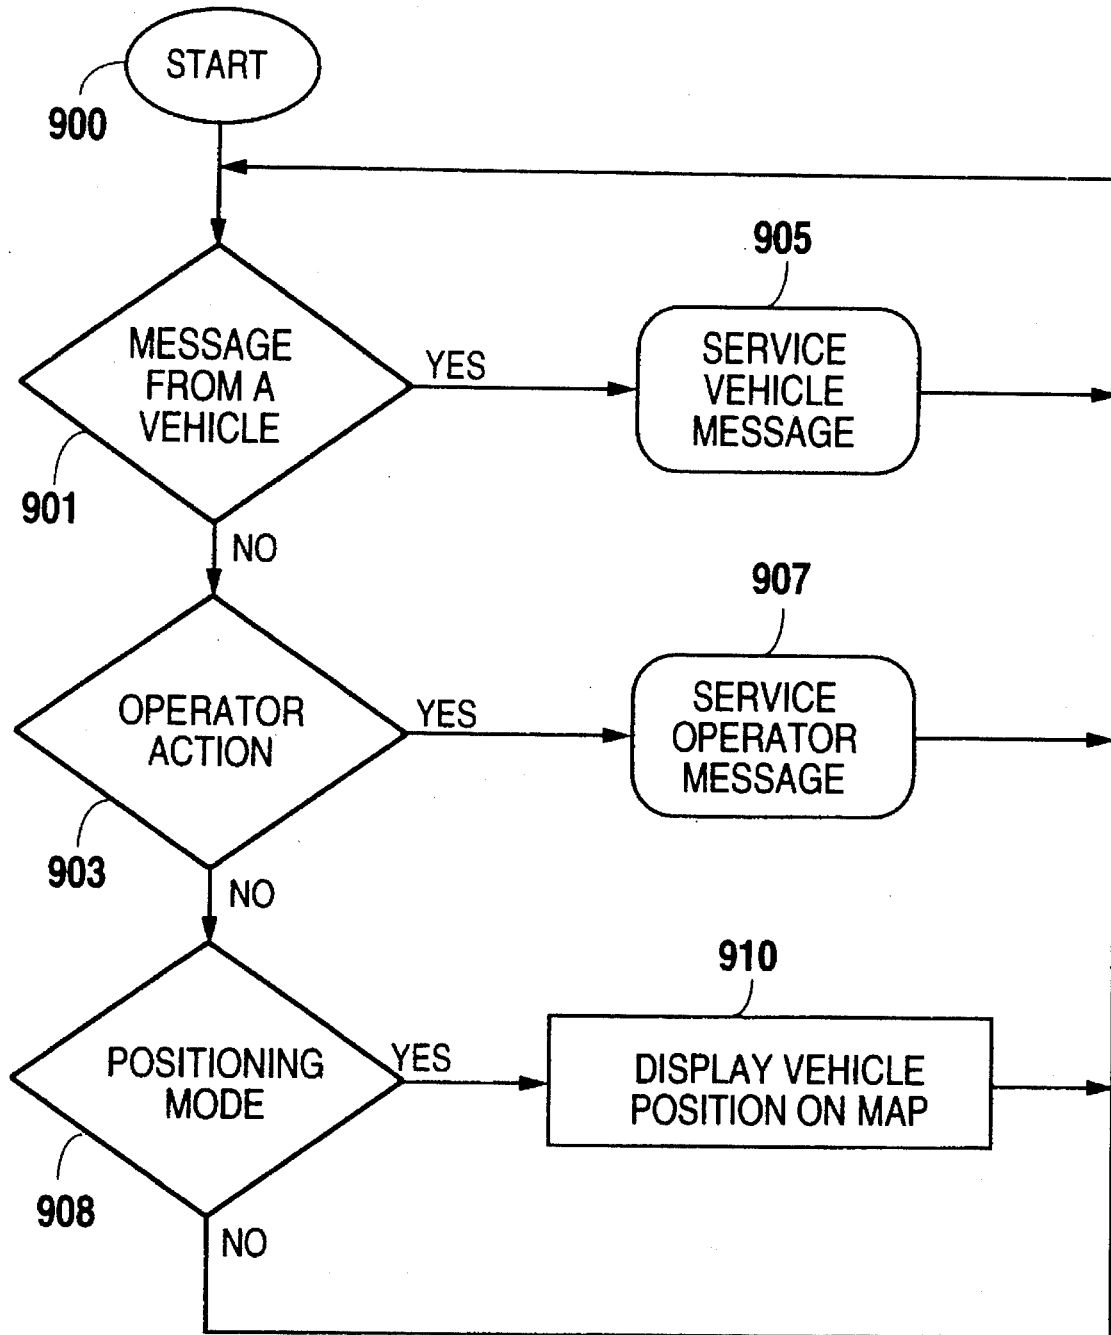 START
900
905
MESSAGE
FROM A
VEHICLE
YES
SERVICE
VEHICLE
MESSAGE
901
NO
907
OPERATOR
ACTION
YES
SERVICE
OPERATOR
MESSAGE
903
NO
910
POSITIONING
MODE
YES
DISPLAY VEHICLE
POSITION ON MAP
908
NO